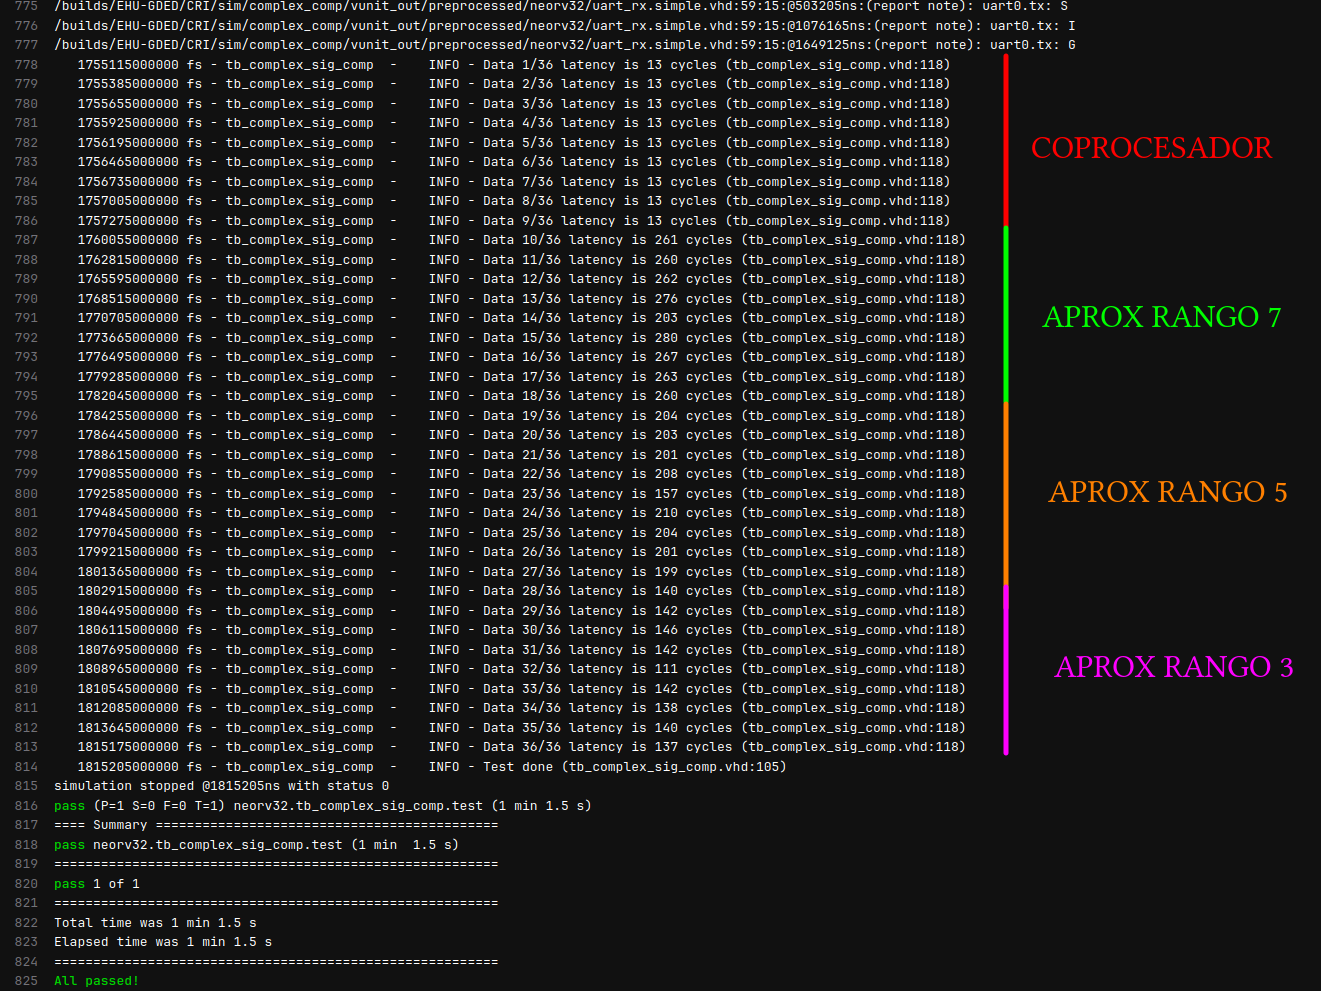 775 /builds/EHU-GDED/CRI/sim/complex_comp/vunit_out/preprocessed/neorv32/uart_rx.simple.vhd:59:15:@503205ns:(report note): uart0.tx: S
776 /builds/EHU-GDED/CRI/sim/complex_comp/vunit_out/preprocessed/neorv32/uart_rx.simple.vhd:59:15:@1076165ns:(report note): uart0.tx: I
777 /builds/EHU-GDED/CRI/sim/complex_comp/vunit_out/preprocessed/neorv32/uart_rx.simple.vhd:59:15:@1649125ns:(report note): uart0.tx: G
778 1755115000000 fs - tb_complex_sig_comp - INFO - Data 1/36 latency is 13 cycles (tb_complex_sig_comp.vhd:118)
779 1755385000000 fs - tb_complex_sig_comp - INFO - Data 2/36 latency is 13 cycles (tb_complex_sig_comp.vhd:118)
780 1755655000000 fs - tb_complex_sig_comp - INFO - Data 3/36 latency is 13 cycles (tb_complex_sig_comp.vhd:118)
781 1755925000000 fs - tb_complex_sig_comp - INFO - Data 4/36 latency is 13 cycles (tb_complex_sig_comp.vhd:118)
782 1756195000000 fs - tb_complex_sig_comp - INFO - Data 5/36 latency is 13 cycles (tb_complex_sig_comp.vhd:118)
COPROCESADOR
783 1756465000000 fs - tb_complex_sig_comp - INFO - Data 6/36 latency is 13 cycles (tb_complex_sig_comp.vhd:118)
784 1756735000000 fs - tb_complex_sig_comp - INFO - Data 7/36 latency is 13 cycles (tb_complex_sig_comp.vhd:118)
785 1757005000000 fs - tb_complex_sig_comp - INFO - Data 8/36 latency is 13 cycles (tb_complex_sig_comp.vhd:118)
786 1757275000000 fs - tb_complex_sig_comp - INFO - Data 9/36 latency is 13 cycles (tb_complex_sig_comp.vhd:118)
787 1760055000000 fs - tb_complex_sig_comp - INFO - Data 10/36 latency is 261 cycles (tb_complex_sig_comp.vhd:118)
788 1762815000000 fs - tb_complex_sig_comp - INFO - Data 11/36 latency is 260 cycles (tb_complex_sig_comp.vhd:118)
789 1765595000000 fs - tb_complex_sig_comp - INFO - Data 12/36 latency is 262 cycles (tb_complex_sig_comp.vhd:118)
790 1768515000000 fs - tb_complex_sig_comp - INFO - Data 13/36 latency is 276 cycles (tb_complex_sig_comp.vhd:118)
791 1770705000000 fs - tb_complex_sig_comp - INFO - Data 14/36 latency is 203 cycles (tb_complex_sig_comp.vhd:118)
APROX RANGO 7
792 1773665000000 fs - tb_complex_sig_comp - INFO - Data 15/36 latency is 280 cycles (tb_complex_sig_comp.vhd:118)
793 1776495000000 fs - tb_complex_sig_comp - INFO - Data 16/36 latency is 267 cycles (tb_complex_sig_comp.vhd:118)
794 1779285000000 fs - tb_complex_sig_comp - INFO - Data 17/36 latency is 263 cycles (tb_complex_sig_comp.vhd:118)
795 1782045000000 fs - tb_complex_sig_comp - INFO - Data 18/36 latency is 260 cycles (tb_complex_sig_comp.vhd:118)
796 1784255000000 fs - tb_complex_sig_comp - INFO - Data 19/36 latency is 204 cycles (tb_complex_sig_comp.vhd:118)
797 1786445000000 fs - tb_complex_sig_comp - INFO - Data 20/36 latency is 203 cycles (tb_complex_sig_comp.vhd:118)
798 1788615000000 fs - tb_complex_sig_comp - INFO - Data 21/36 latency is 201 cycles (tb_complex_sig_comp.vhd:118)
799 1790855000000 fs - tb_complex_sig_comp - INFO - Data 22/36 latency is 208 cycles (tb_complex_sig_comp.vhd:118)
800 1792585000000 fs - tb_complex_sig_comp - INFO - Data 23/36 latency is 157 cycles (tb_complex_sig_comp.vhd:118)
APROX RANGO 5
801 1794845000000 fs - tb_complex_sig_comp - INFO - Data 24/36 latency is 210 cycles (tb_complex_sig_comp.vhd:118)
802 1797045000000 fs - tb_complex_sig_comp - INFO - Data 25/36 latency is 204 cycles (tb_complex_sig_comp.vhd:118)
803 1799215000000 fs - tb_complex_sig_comp - INFO - Data 26/36 latency is 201 cycles (tb_complex_sig_comp.vhd:118)
804 1801365000000 fs - tb_complex_sig_comp - INFO - Data 27/36 latency is 199 cycles (tb_complex_sig_comp.vhd:118)
805 1802915000000 fs - tb_complex_sig_comp - INFO - Data 28/36 latency is 140 cycles (tb_complex_sig_comp.vhd:118)
806 1804495000000 fs - tb_complex_sig_comp - INFO - Data 29/36 latency is 142 cycles (tb_complex_sig_comp.vhd:118)
807 1806115000000 fs - tb_complex_sig_comp - INFO - Data 30/36 latency is 146 cycles (tb_complex_sig_comp.vhd:118)
808 1807695000000 fs - tb_complex_sig_comp - INFO - Data 31/36 latency is 142 cycles (tb_complex_sig_comp.vhd:118)
809 1808965000000 fs - tb_complex_sig_comp - INFO - Data 32/36 latency is 111 cycles (tb_complex_sig_comp.vhd:118)
APROX RANGO 3
810 1810545000000 fs - tb_complex_sig_comp - INFO - Data 33/36 latency is 142 cycles (tb_complex_sig_comp.vhd:118)
811 1812085000000 fs - tb_complex_sig_comp - INFO - Data 34/36 latency is 138 cycles (tb_complex_sig_comp.vhd:118)
812 1813645000000 fs - tb_complex_sig_comp - INFO - Data 35/36 latency is 140 cycles (tb_complex_sig_comp.vhd:118)
813 1815175000000 fs - tb_complex_sig_comp - INFO - Data 36/36 latency is 137 cycles (tb_complex_sig_comp.vhd:118)
814 1815205000000 fs - tb_complex_sig_comp - INFO - Test done (tb_complex_sig_comp.vhd:105)
815 simulation stopped @1815205ns with status 0
816 pass (P=1 S=0 F=0 T=1) neorv32.tb_complex_sig_comp.test (1 min 1.5 s)
817 ==== Summary ============================================
818 pass neorv32.tb_complex_sig_comp.test (1 min 1.5 s)
819 =========================================================
820 pass 1 of 1
821 =========================================================
822 Total time was 1 min 1.5 s
823 Elapsed time was 1 min 1.5 s
824 =========================================================
825 All passed!